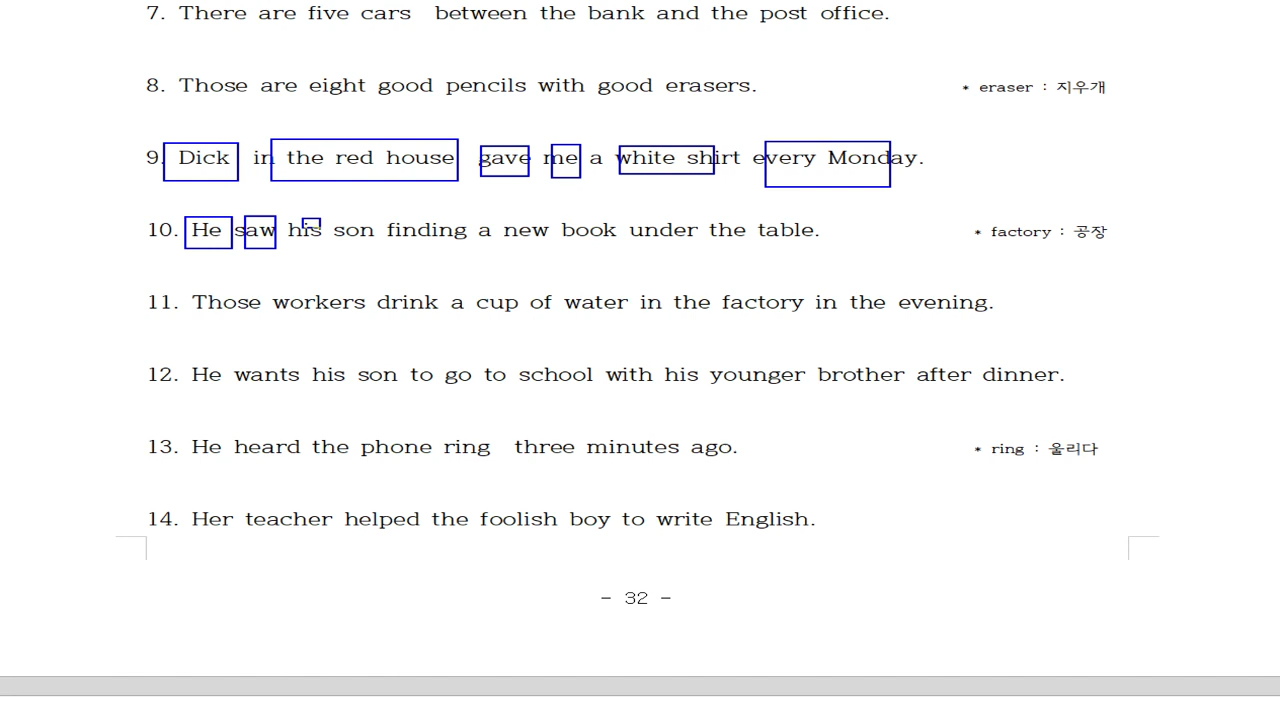 7. There are five cars between the bank and the post office.
8. Those are eight good pencils with good erasers. * eraser : 지우개
9. Dick in the red house gave me a white shirt every Monday.
10. He saw his son finding a new book under the table. * factory : 공장
11. Those workers drink a cup of water in the factory in the evening.
12. He wants his son to go to school with his younger brother after dinner.
13. He heard the phone ring three minutes ago. * ring : 울리다
14. Her teacher helped the foolish boy to write English.
- 32 -